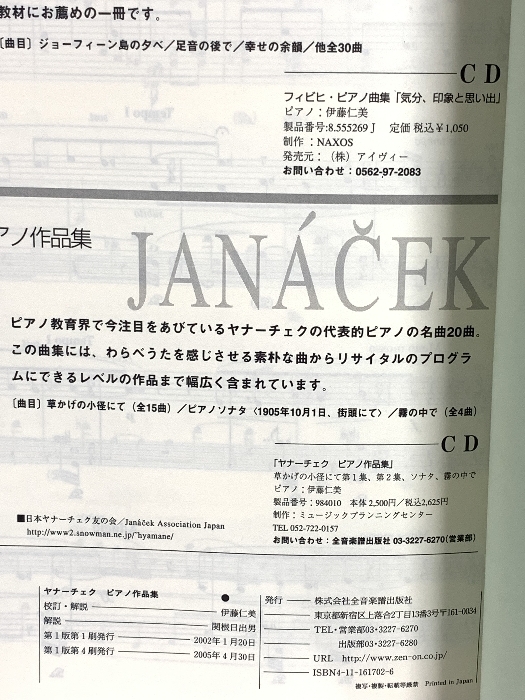 教材にお薦めの一冊です。
〔曲目〕ジョーフィーン島の夕べ／足音の後で／幸せの余韻／他全30曲
CD
フィビヒ・ピアノ曲集「気分、印象と思い出」
ピアノ：伊藤仁美
製品番号:8.555269 J 定価 税込￥1,050
制作：NAXOS
発売元：（株）アイヴィー
お問い合わせ：0562-97-2083
アノ作品集
JANÁČEK
ピアノ教育界で今注目をあびているヤナーチェクの代表的ピアノの名曲20曲。
この曲集には、わらべうたを感じさせる素朴な曲からリサイタルのプログラ
ムにできるレベルの作品まで幅広く含まれています。
〔曲目〕草かげの小径にて（全15曲）／ピアノソナタ〈1905年10月1日、街頭にて〉／霧の中で（全4曲）
CD
「ヤナーチェク ピアノ作品集」
草かげの小径にて第１集、第２集、ソナタ、霧の中で
ピアノ：伊藤仁美
製品番号：984010 本体 2,500円／税込2,625円
制作：ミュージックプランニングセンター
TEL 052-722-0157
お問い合わせ：全音楽譜出版社 03-3227-6270(営業部)
■日本ヤナーチェク友の会／Janáček Association Japan
http://www2.snowman.ne.jp/~hyamane/
ヤナーチェク ピアノ作品集 ●
校訂・解説 伊藤仁美
解説 関根日出男
第１版第１刷発行 2002年１月20日
第１版第４刷発行 2005年４月30日
発行 株式会社全音楽譜出版社
東京都新宿区上落合2丁目13番3号〒161-0034
TEL・営業部03・3227-6270
出版部03・3227-6280
URL http://www.zen-on.co.jp/
ISBN4-11-161702-6
複写・複製・転載等厳禁 Printed in Japan